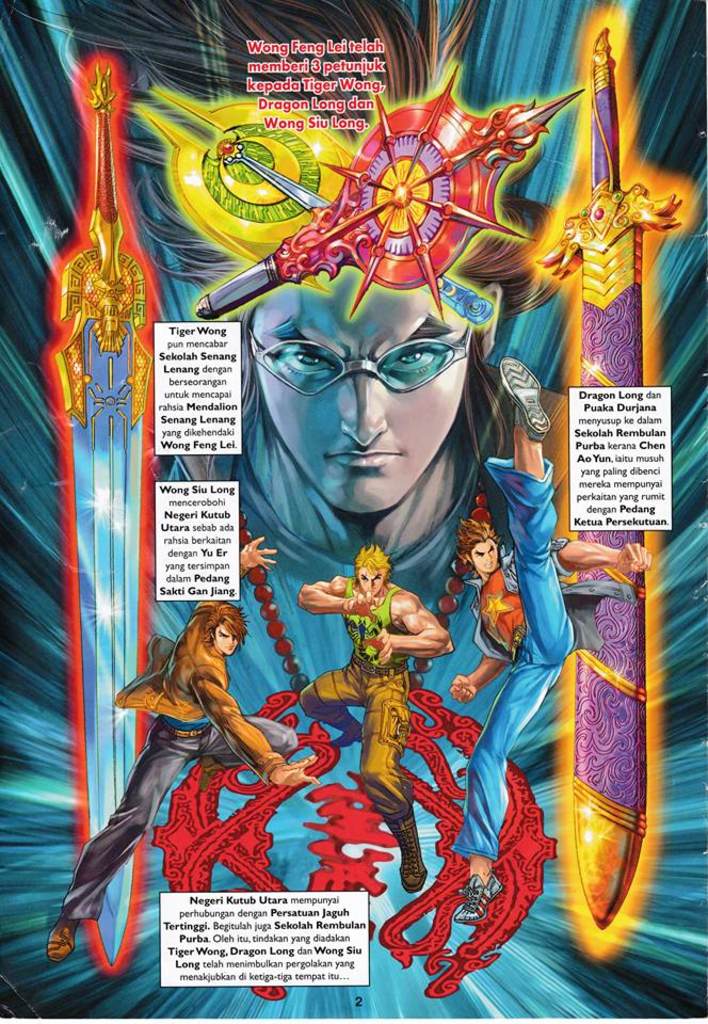 Wong Feng Lei telah
memberi 3 petunjuk
kepada Tiger Wong,
Dragon Long dan
Wong Siu Long.
Tiger Wong
pun mencabar
Sekolah Senang
Lenang dengan
berseorangan
untuk mencapai
rahsia Mendalion
Senang Lenang
yang dikehendaki
Wong Feng Lei.
Dragon Long dan
Puaka Durjana
menyusup ke dalam
Sekolah Rembulan
Purba kerana Chen
Ao Yun, iaitu musuh
yang paling dibenci
mereka mempunyai
perkaitan yang rumit
dengan Pedang
Ketua Persekutuan.
Wong Siu Long
mencerobohi
Negeri Kutub
Utara sebab ada
rahsia berkaitan
dengan Yu Er
yang tersimpan
dalam Pedang
Sakti Gan Jiang.
Negeri Kutub Utara mempunyai
perhubungan dengan Persatuan Jaguh
Tertinggi. Begitulah juga Sekolah Rembulan
Purba. Oleh itu, tindakan yang diadakan
Tiger Wong, Dragon Long dan Wong Siu
Long telah menimbulkan pergolakan yang
menakjubkan di ketiga-tiga tempat itu...
2